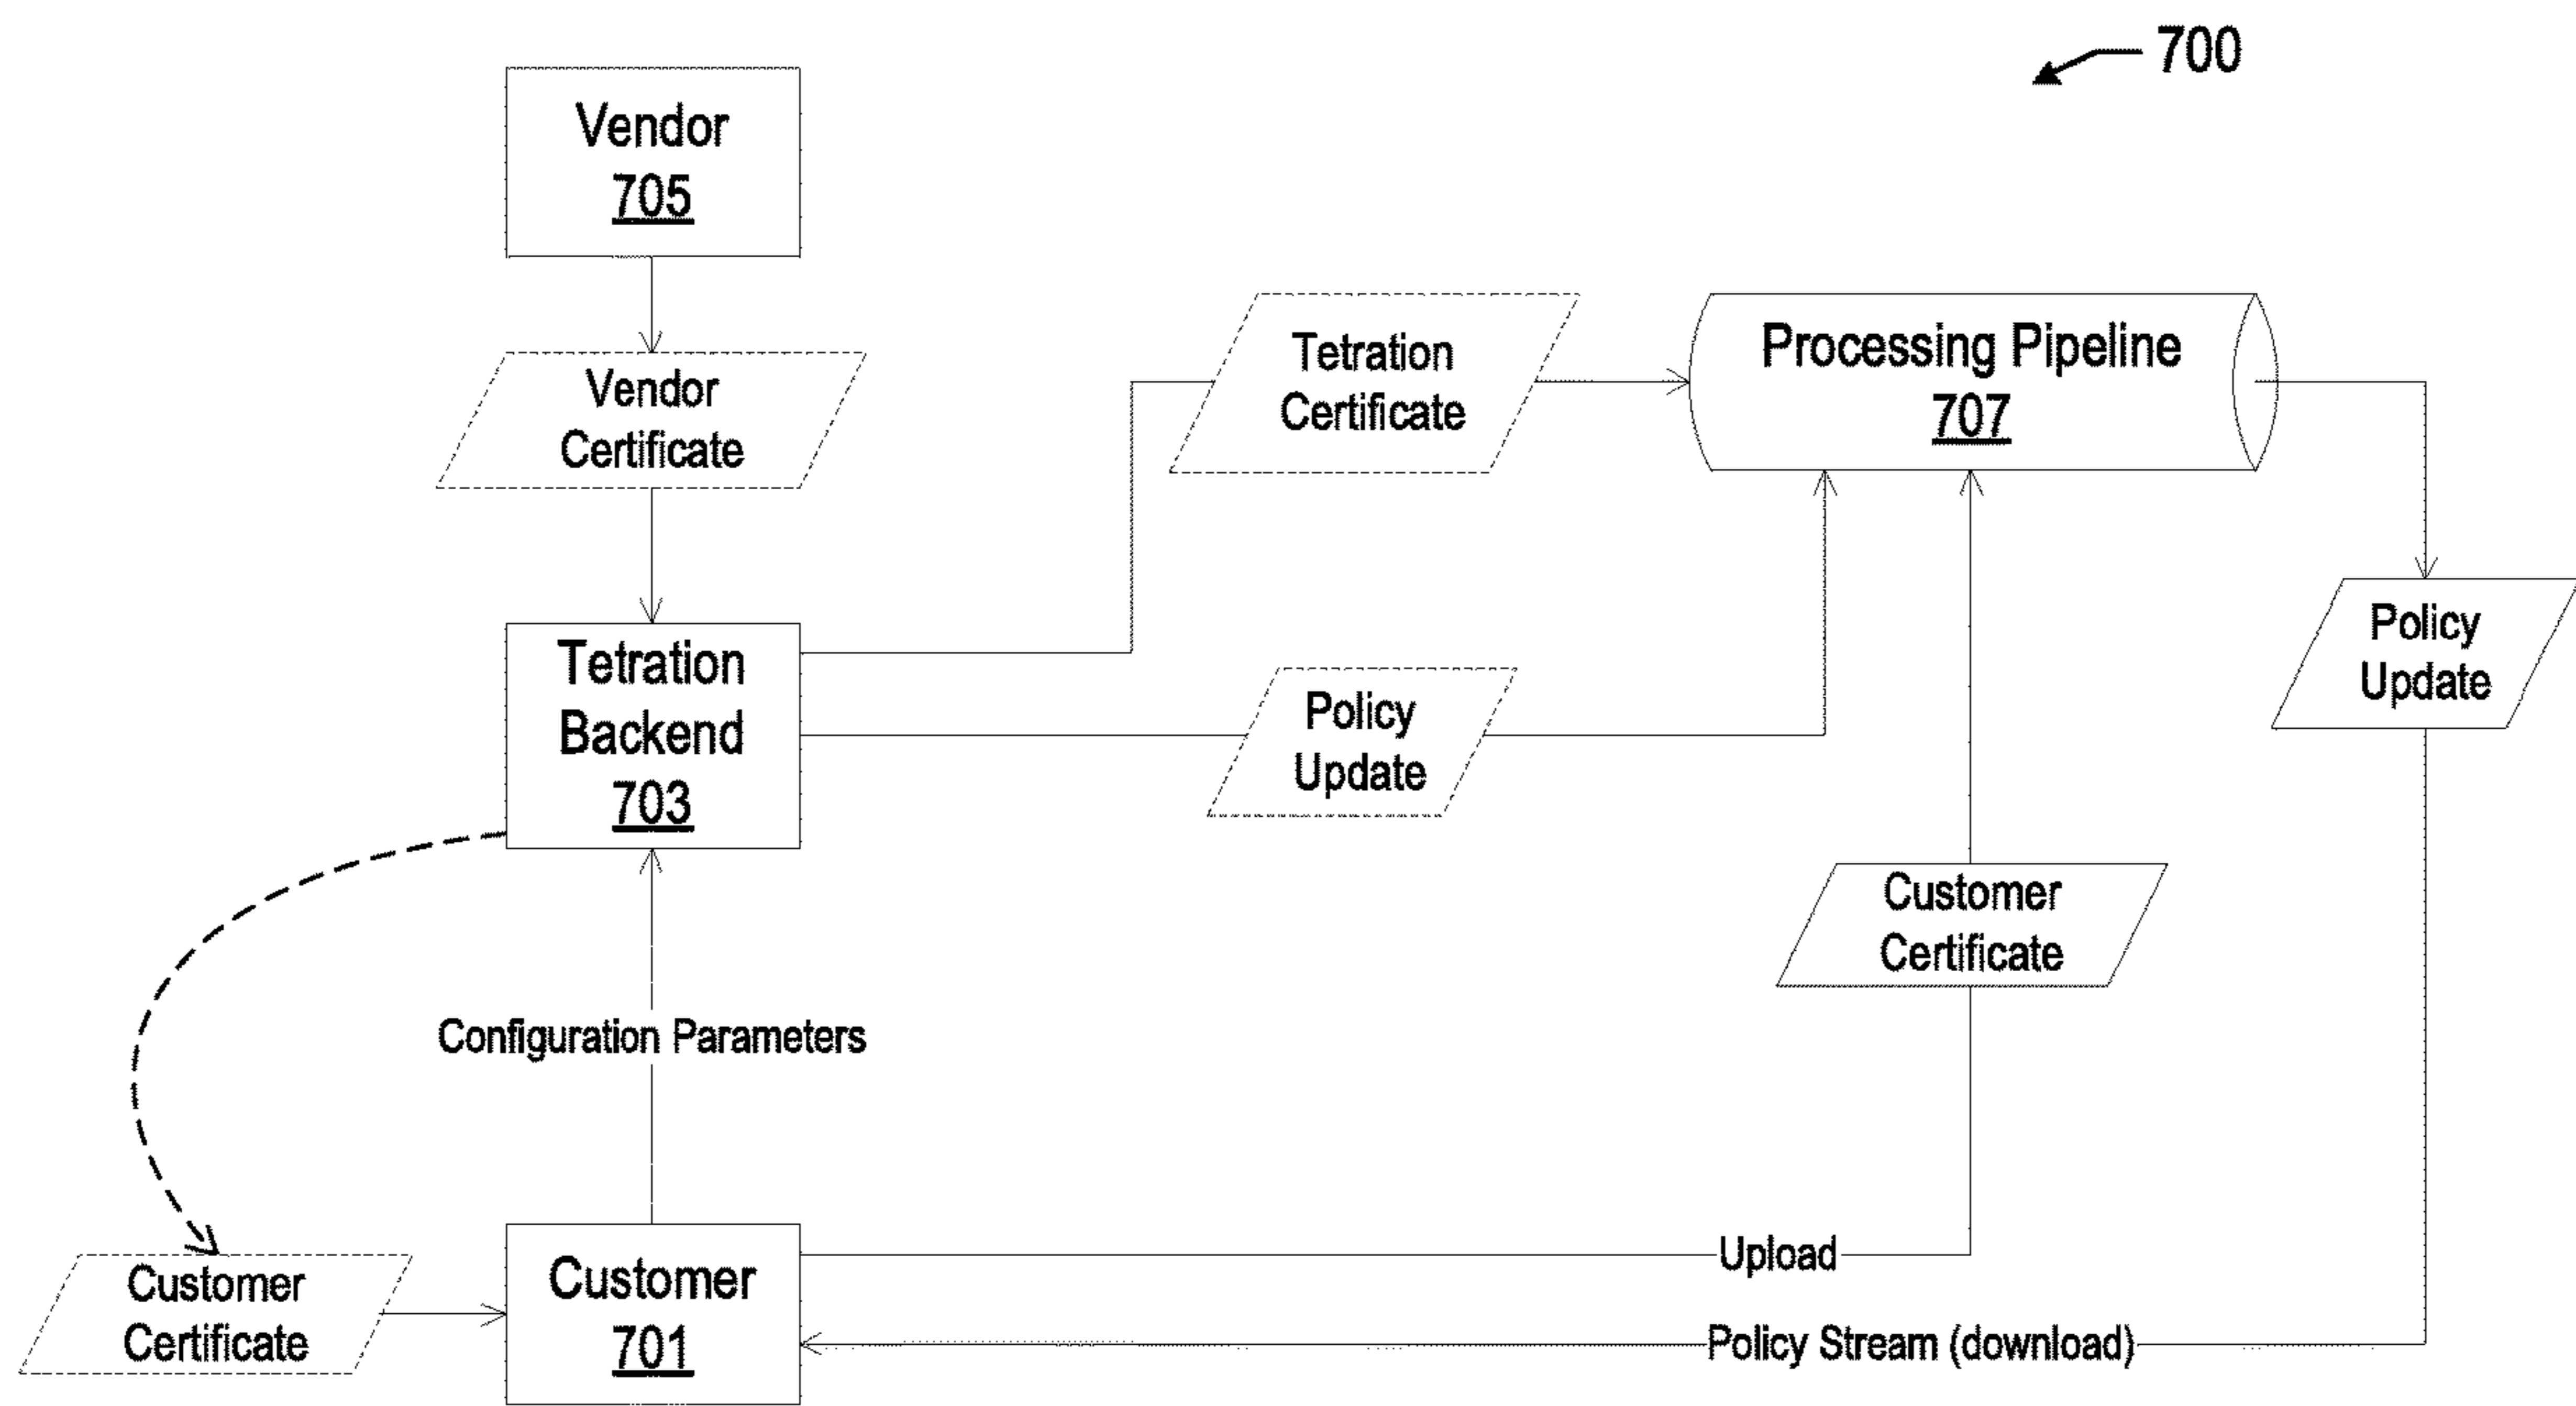 700
Vendor
705
Vendor
Certificate
Tetration
Certificate
Processing Pipeline
707
Tetration
Backend
703
Policy
Update
Policy
Update
Customer
Certificate
Configuration Parameters
Customer
Certificate
Customer
701
Upload
Policy Stream (download)